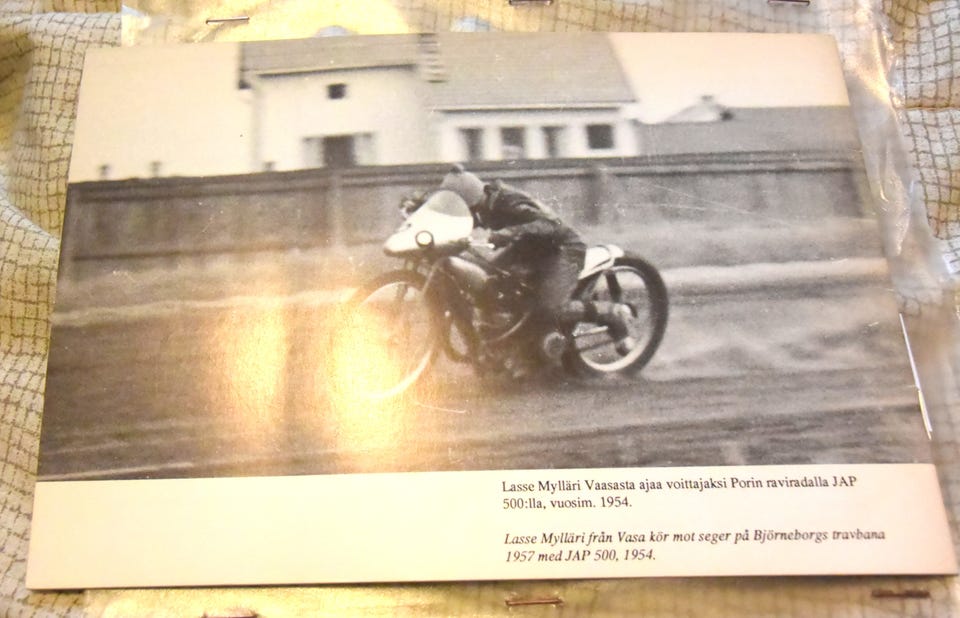 Lasse Mylläri Vaasasta ajaa voittajaksi Porin raviradalla JAP
500:lla, vuosim. 1954.
Lasse Mylläri från Vasa kör mot seger på Björneborgs travbana
1957 med JAP 500, 1954.